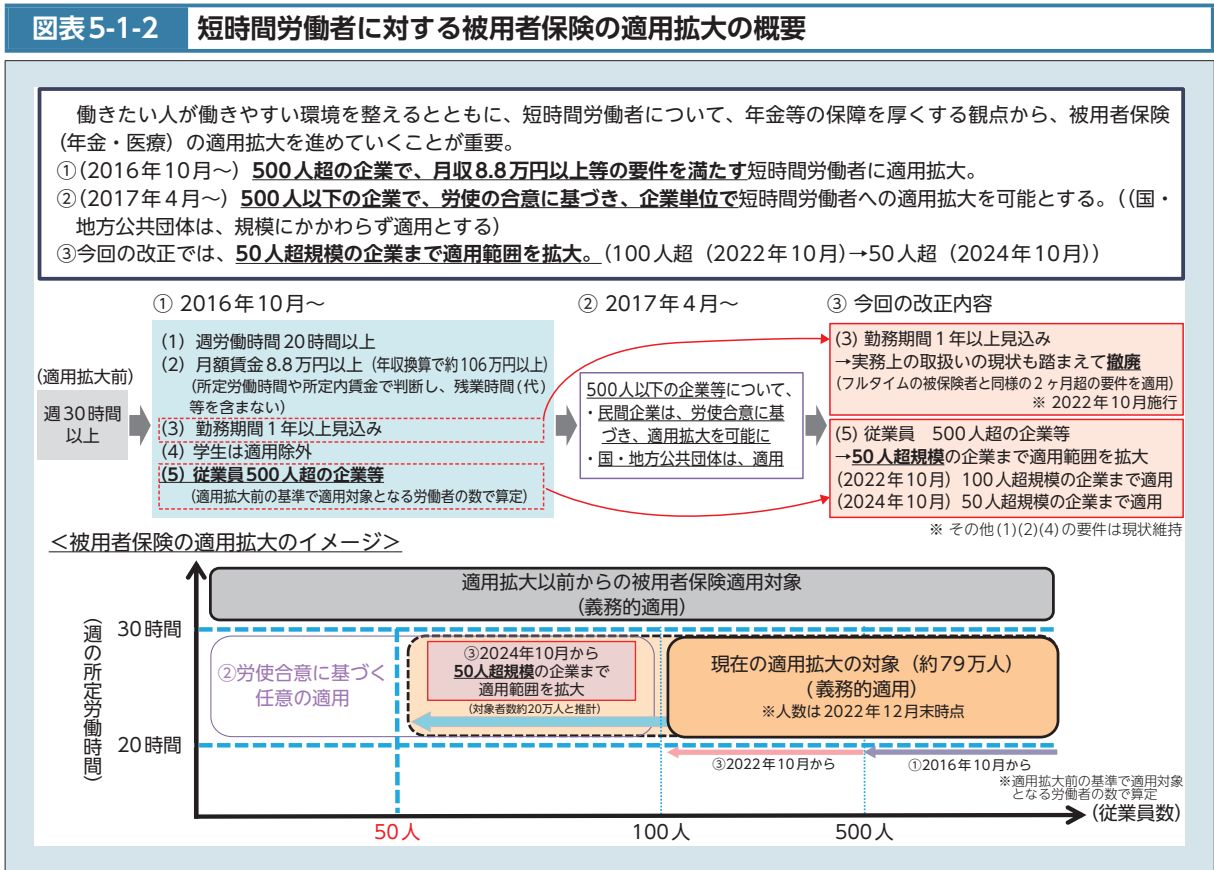 図表5-1-2 短時間労働者に対する被用者保険の適用拡大の概要
働きたい人が働きやすい環境を整えるとともに、短時間労働者について、年金等の保障を厚くする観点から、被用者保険
(年金・医療)の適用拡大を進めていくことが重要。
①(2016年10月~)500人超の企業で、月収8.8万円以上等の要件を満たす短時間労働者に適用拡大。
②(2017年4月~)500人以下の企業で、労使の合意に基づき、企業単位で短時間労働者への適用拡大を可能とする。((国・
地方公共団体は、規模にかかわらず適用とする)
③今回の改正では、50人超規模の企業まで適用範囲を拡大。(100人超(2022年10月)→50人超(2024年10月))
(適用拡大前)
週30時間
以上
① 2016年10月~
(1) 週労働時間20時間以上
(2) 月額賃金8.8万円以上(年収換算で約106万円以上)
(所定労働時間や所定内賃金で判断し、残業時間(代)
等を含まない)
(3) 勤務期間1年以上見込み
(4) 学生は適用除外
(5) 従業員500人超の企業等
(適用拡大前の基準で適用対象となる労働者の数で算定)
② 2017年4月~
500人以下の企業等について、
・民間企業は、労使合意に基
づき、適用拡大を可能に
・国・地方公共団体は、適用
③ 今回の改正内容
(3) 勤務期間1年以上見込み
→実務上の取扱いの現状も踏まえて撤廃
(フルタイムの被保険者と同様の2ヶ月超の要件を適用)
※ 2022年10月施行
(5) 従業員 500人超の企業等
→50人超規模の企業まで適用範囲を拡大
(2022年10月) 100人超規模の企業まで適用
(2024年10月) 50人超規模の企業まで適用
※ その他(1)(2)(4)の要件は現状維持
<被用者保険の適用拡大のイメージ>
(週の所定労働時間)
適用拡大以前からの被用者保険適用対象
(義務的適用)
30時間
②労使合意に基づく
任意の適用
③2024年10月から
50人超規模の企業まで
適用範囲を拡大
(対象者数約20万人と推計)
現在の適用拡大の対象(約79万人)
(義務的適用)
※人数は2022年12月末時点
20時間
③2022年10月から
①2016年10月から
※適用拡大前の基準で適用対象
となる労働者の数で算定
(従業員数)
50人
100人
500人